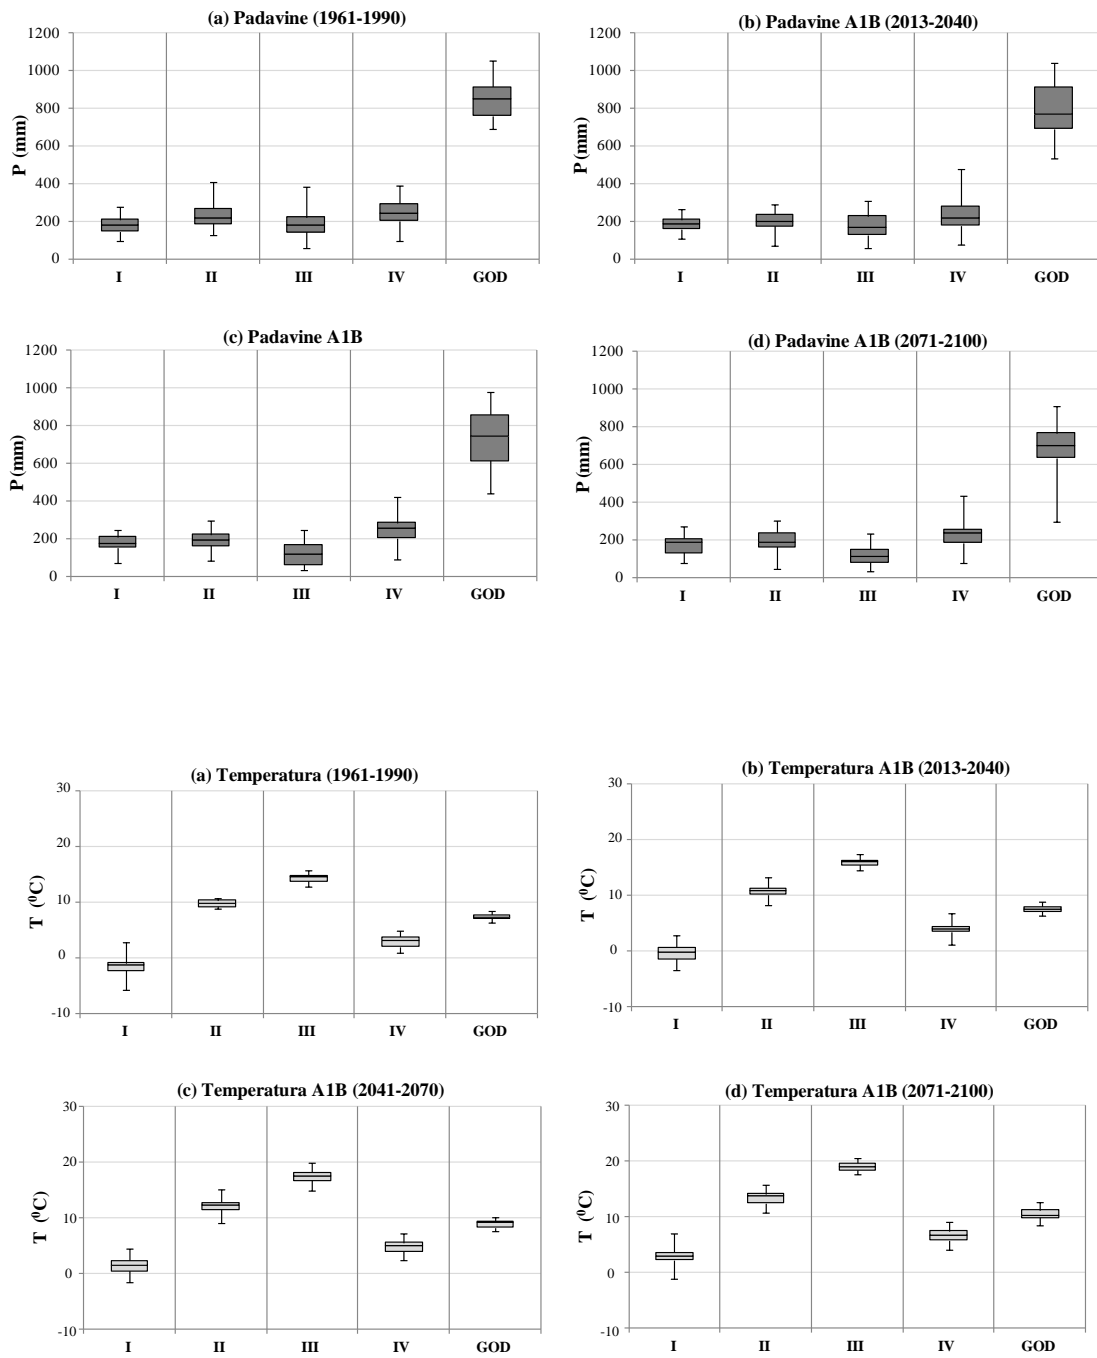 (a) Padavine (1961-1990)
1200
1000
800
600
400
200
0
P (mm)
I II III IV GOD
(b) Padavine A1B (2013-2040)
1200
1000
800
600
400
200
0
P (mm)
I II III IV GOD
(c) Padavine A1B
1200
1000
800
600
400
200
0
P (mm)
I II III IV GOD
(d) Padavine A1B (2071-2100)
1200
1000
800
600
400
200
0
P (mm)
I II III IV GOD
(a) Temperatura (1961-1990)
30
20
10
0
-10
T (⁰C)
I II III IV GOD
(b) Temperatura A1B (2013-2040)
30
20
10
0
-10
T (⁰C)
I II III IV GOD
(c) Temperatura A1B (2041-2070)
30
20
10
0
-10
T (⁰C)
I II III IV GOD
(d) Temperatura A1B (2071-2100)
30
20
10
0
-10
T (⁰C)
I II III IV GOD